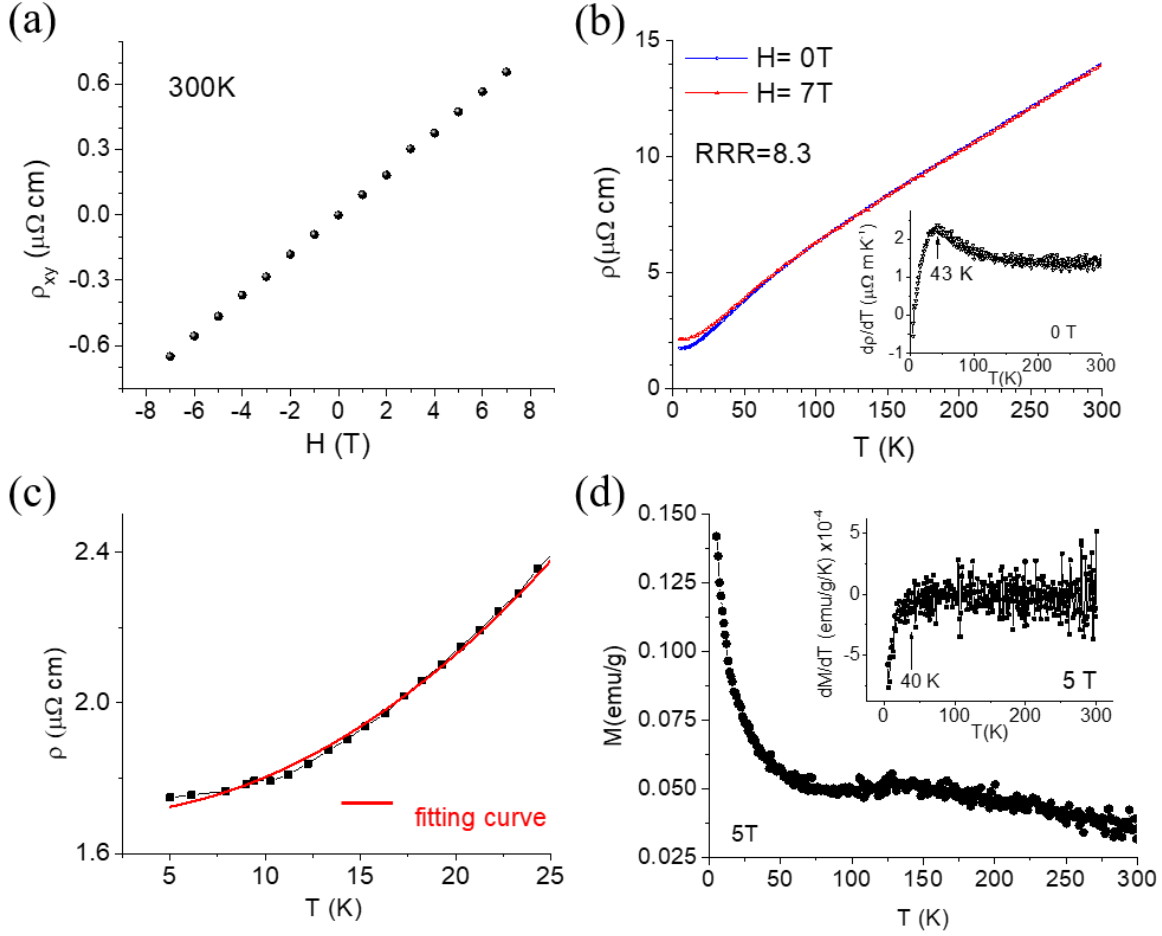 (a)
0.6
0.3
0.0
-0.3
-0.6
ρxy (μΩ cm)
300K
-8 -6 -4 -2 0 2 4 6 8
H (T)
(b)
15
10
5
0
ρ(μΩ cm)
H= 0T
H= 7T
RRR=8.3
2
1
0
-1
dρ/dT (μΩ m K⁻¹)
43 K
0 T
0 50 100 150 200 250 300
T(K)
0 50 100 150 200 250 300
T (K)
(c)
2.4
2.0
1.6
ρ (μΩ cm)
fitting curve
5 10 15 20 25
T (K)
(d)
0.150
0.125
0.100
0.075
0.050
0.025
M(emu/g)
5
0
-5
dM/dT (emu/g/K) x10⁻⁴
40 K
5 T
0 100 200 300
T(K)
5T
0 50 100 150 200 250 300
T (K)